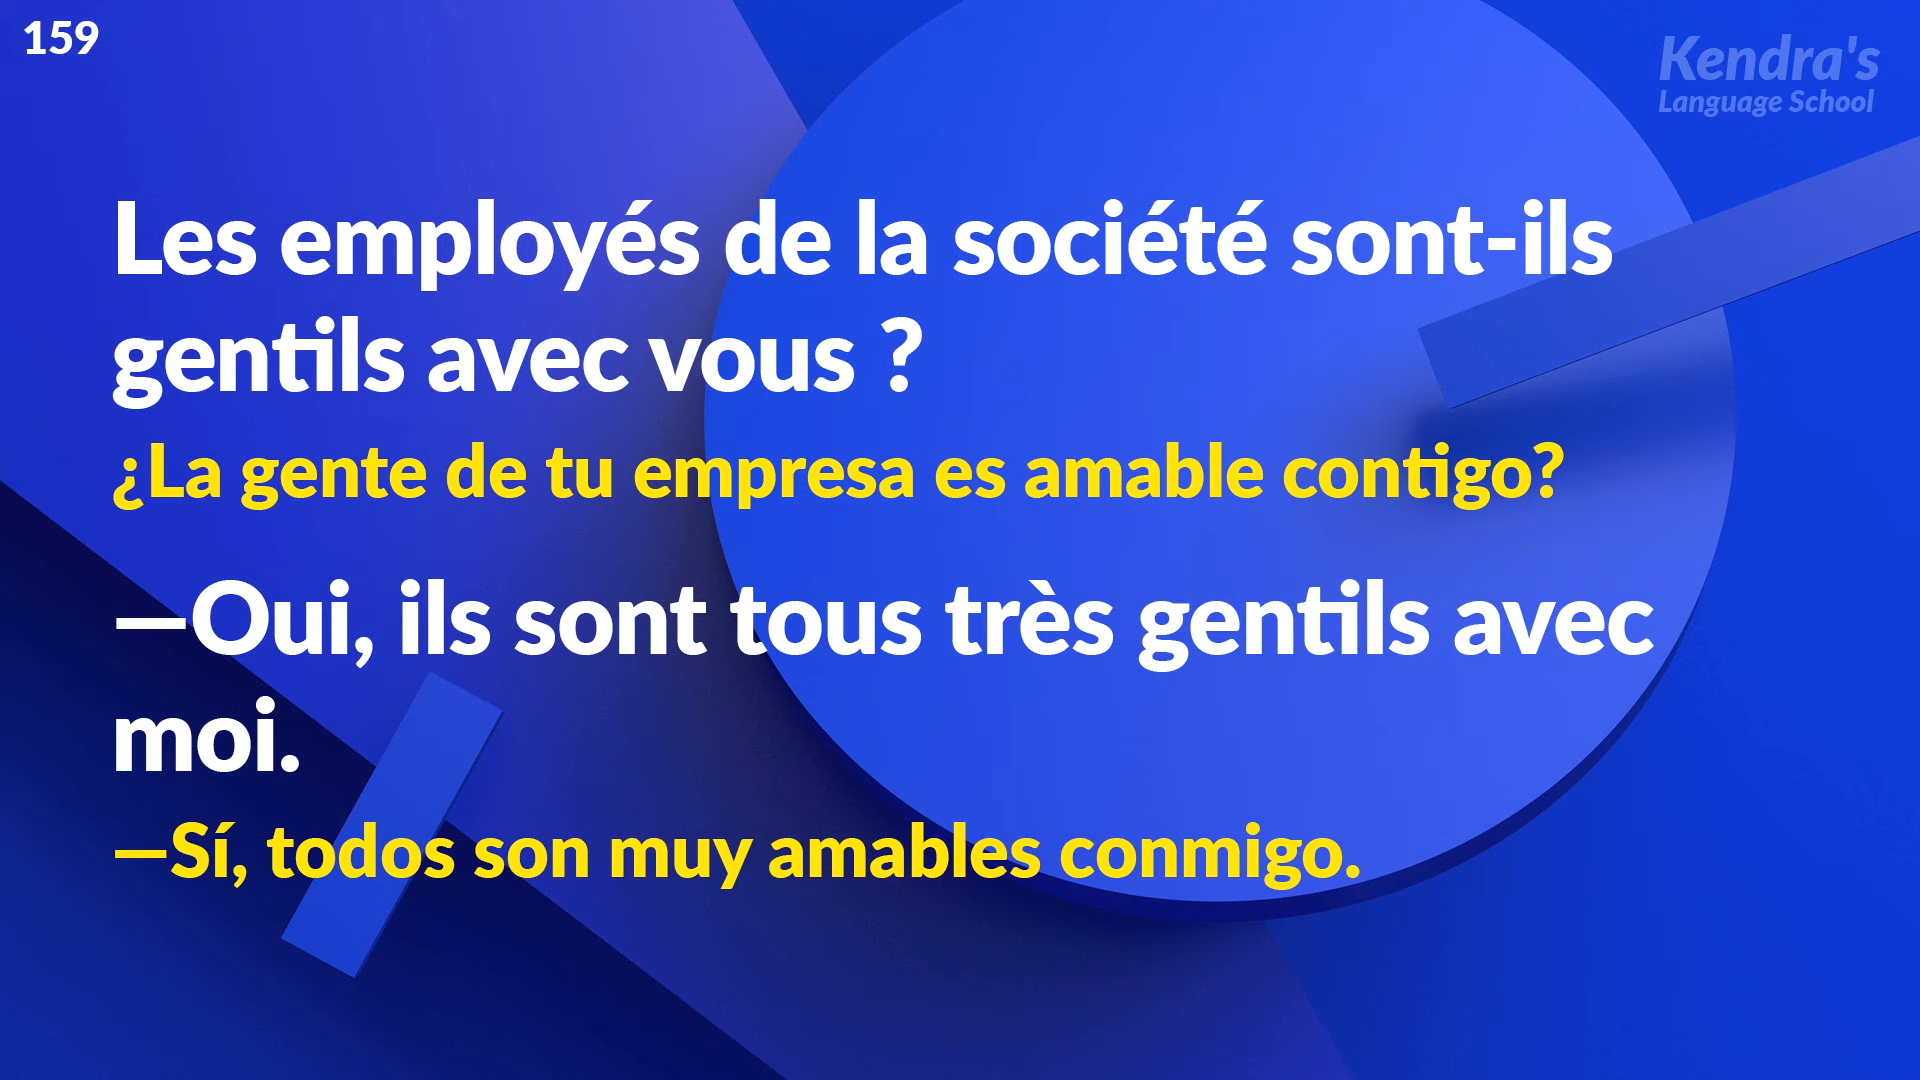 159
Kendra's
Language School
Les employés de la société sont-ils
gentils avec vous ?
¿La gente de tu empresa es amable contigo?
—Oui, ils sont tous très gentils avec
moi.
—Sí, todos son muy amables conmigo.